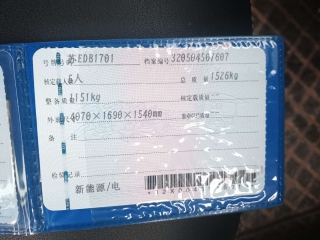 号牌号码 苏EDB1701 档案编号 320504507607
核定载人数 5人 总质量 1526kg
整备质量 1151kg 核定载质量 --
外廓尺寸 4070×1690×1540mm 准牵引总质量 --
备注
检验记录
新能源/电